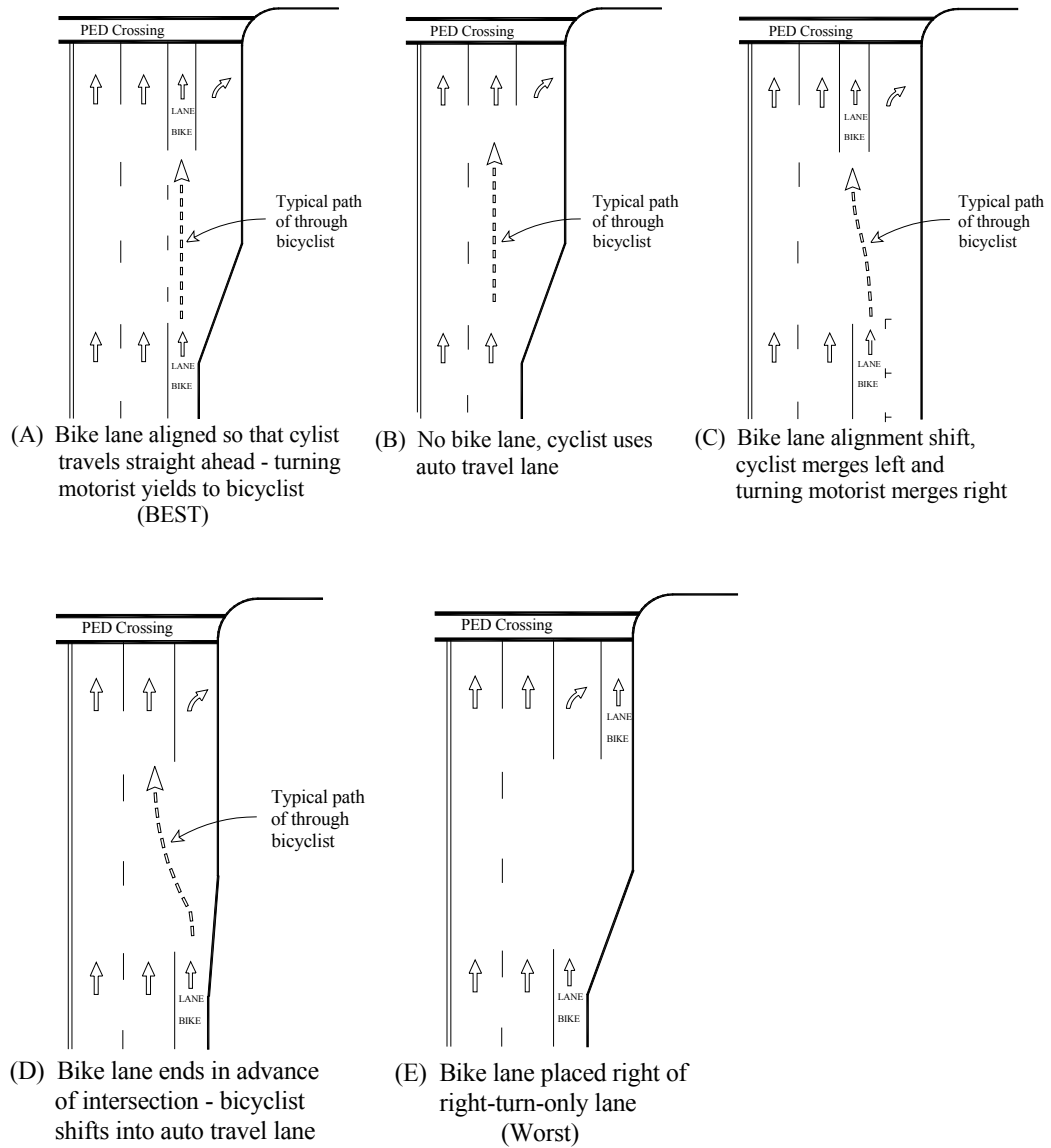 PED Crossing
LANE
BIKE
Typical path
of through
bicyclist
LANE
BIKE
(A) Bike lane aligned so that cylist
travels straight ahead - turning
motorist yields to bicyclist
(BEST)
PED Crossing
Typical path
of through
bicyclist
(B) No bike lane, cyclist uses
auto travel lane
PED Crossing
LANE
BIKE
Typical path
of through
bicyclist
LANE
BIKE
(C) Bike lane alignment shift,
cyclist merges left and
turning motorist merges right
PED Crossing
Typical path
of through
bicyclist
LANE
BIKE
(D) Bike lane ends in advance
of intersection - bicyclist
shifts into auto travel lane
PED Crossing
LANE
BIKE
LANE
BIKE
(E) Bike lane placed right of
right-turn-only lane
(Worst)